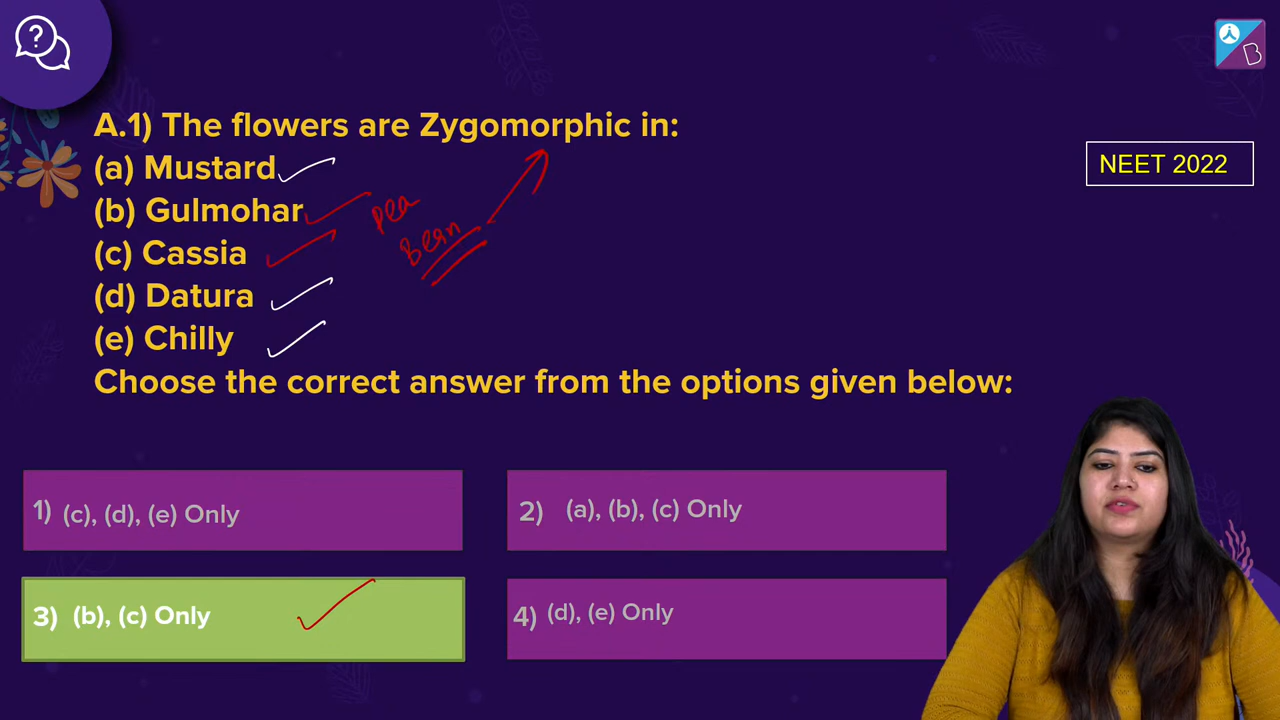 A.1) The flowers are Zygomorphic in:
(a) Mustard
NEET 2022
(b) Gulmohar
pea
Bean
(c) Cassia
(d) Datura
(e) Chilly
Choose the correct answer from the options given below:
1) (c), (d), (e) Only
2) (a), (b), (c) Only
3) (b), (c) Only
4) (d), (e) Only
?
B